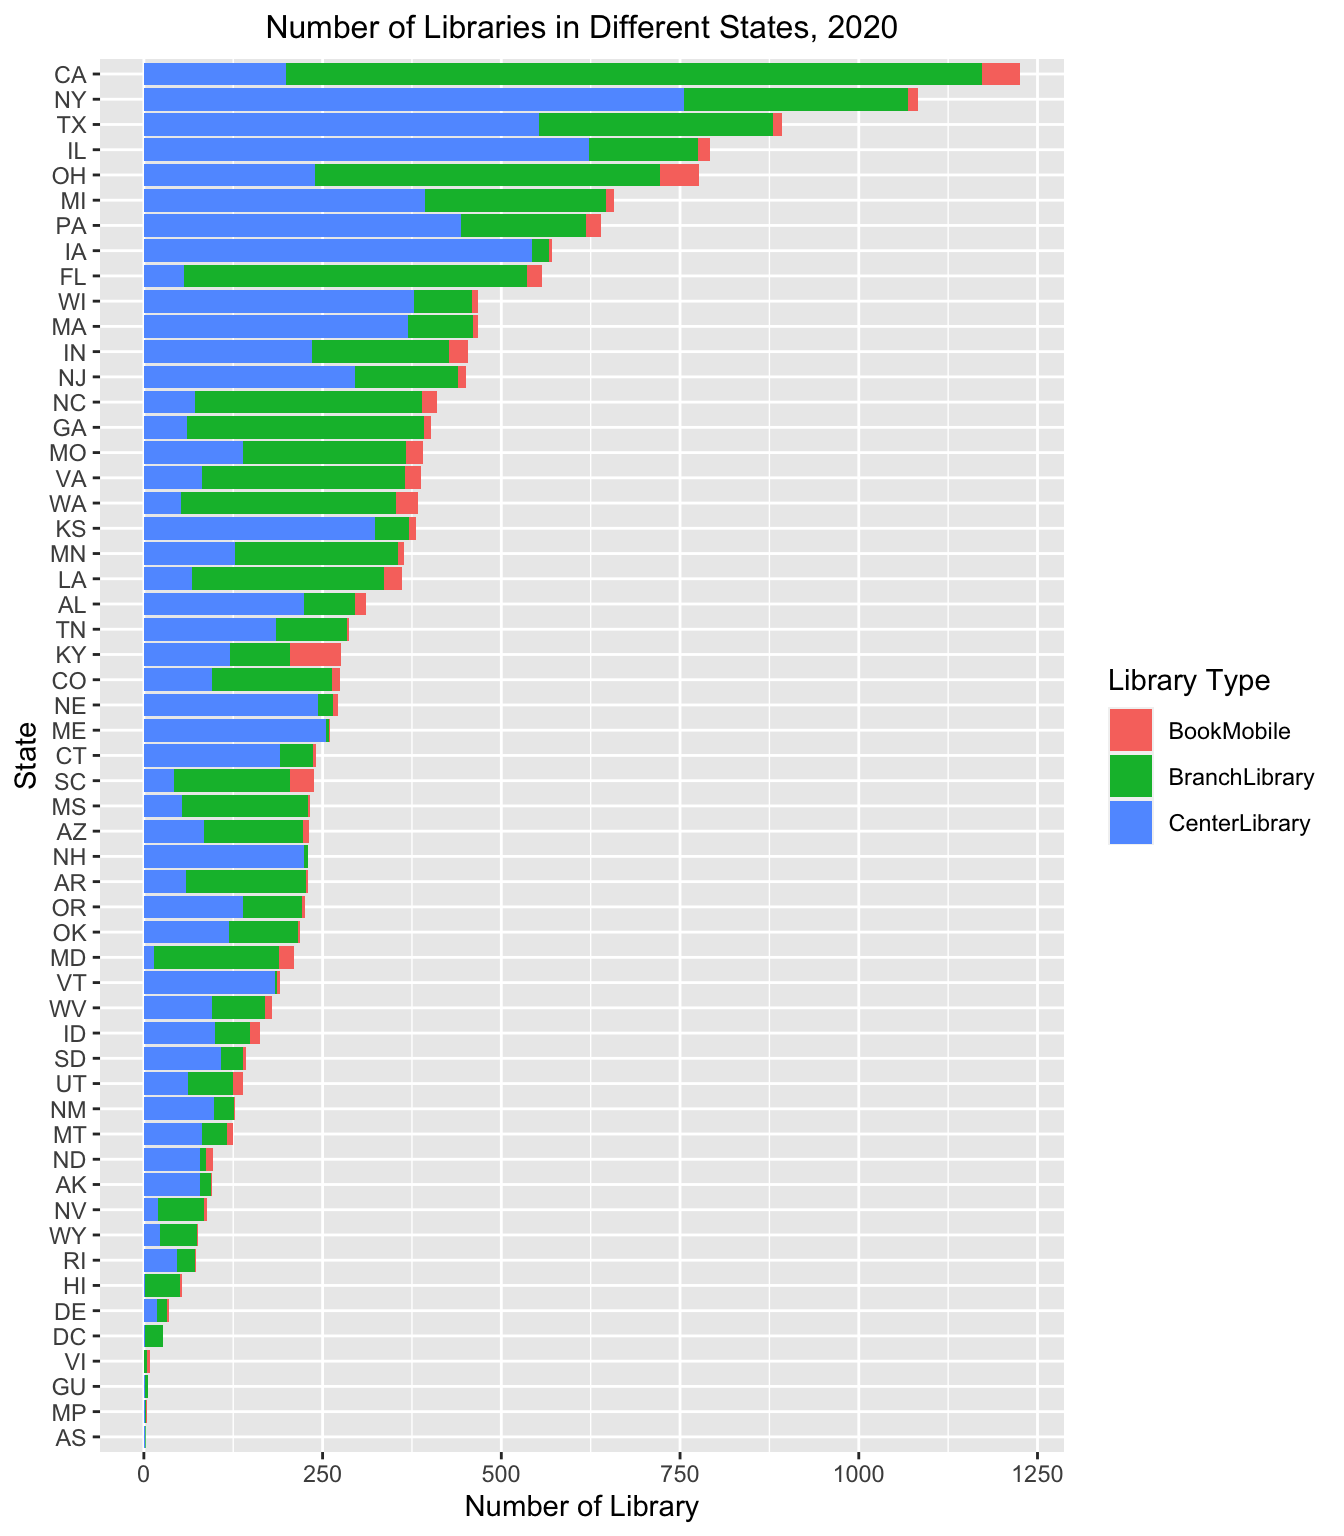 Number of Libraries in Different States, 2020
CA
NY
TX
IL
OH
MI
PA
IA
FL
WI
MA
IN
NJ
NC
GA
MO
VA
WA
KS
MN
LA
AL
TN
KY
CO
NE
ME
CT
SC
MS
AZ
NH
AR
OR
OK
MD
VT
WV
ID
SD
UT
NM
MT
ND
AK
NV
WY
RI
HI
DE
DC
VI
GU
MP
AS
State
0 250 500 750 1000 1250
Number of Library
Library Type
BookMobile
BranchLibrary
CenterLibrary